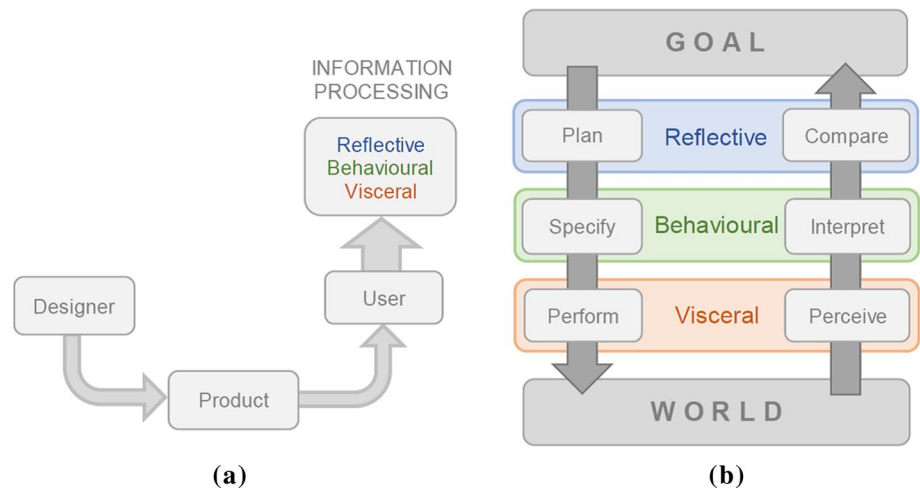 INFORMATION
PROCESSING
Reflective
Behavioural
Visceral
User
Designer
Product
(a)
GOAL
Plan Reflective Compare
Specify Behavioural Interpret
Perform Visceral Perceive
WORLD
(b)